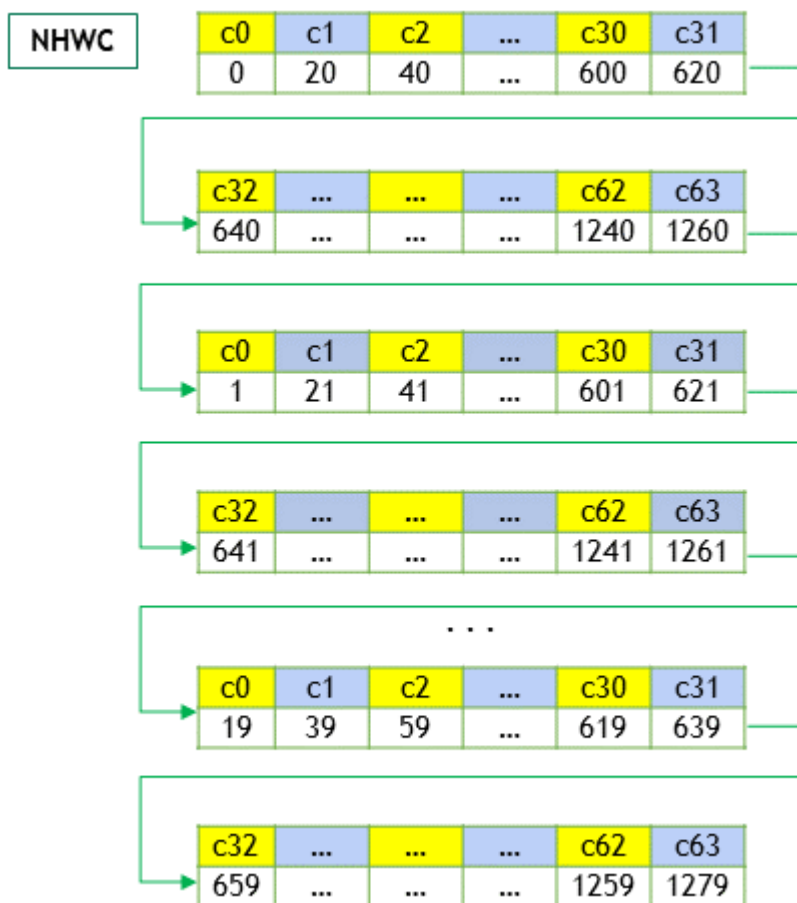 NHWC
c0 c1 c2 ... c30 c31
0 20 40 ... 600 620
c32 ... ... ... c62 c63
640 ... ... ... 1240 1260
c0 c1 c2 ... c30 c31
1 21 41 ... 601 621
c32 ... ... ... c62 c63
641 ... ... ... 1241 1261
. . .
c0 c1 c2 ... c30 c31
19 39 59 ... 619 639
c32 ... ... ... c62 c63
659 ... ... ... 1259 1279